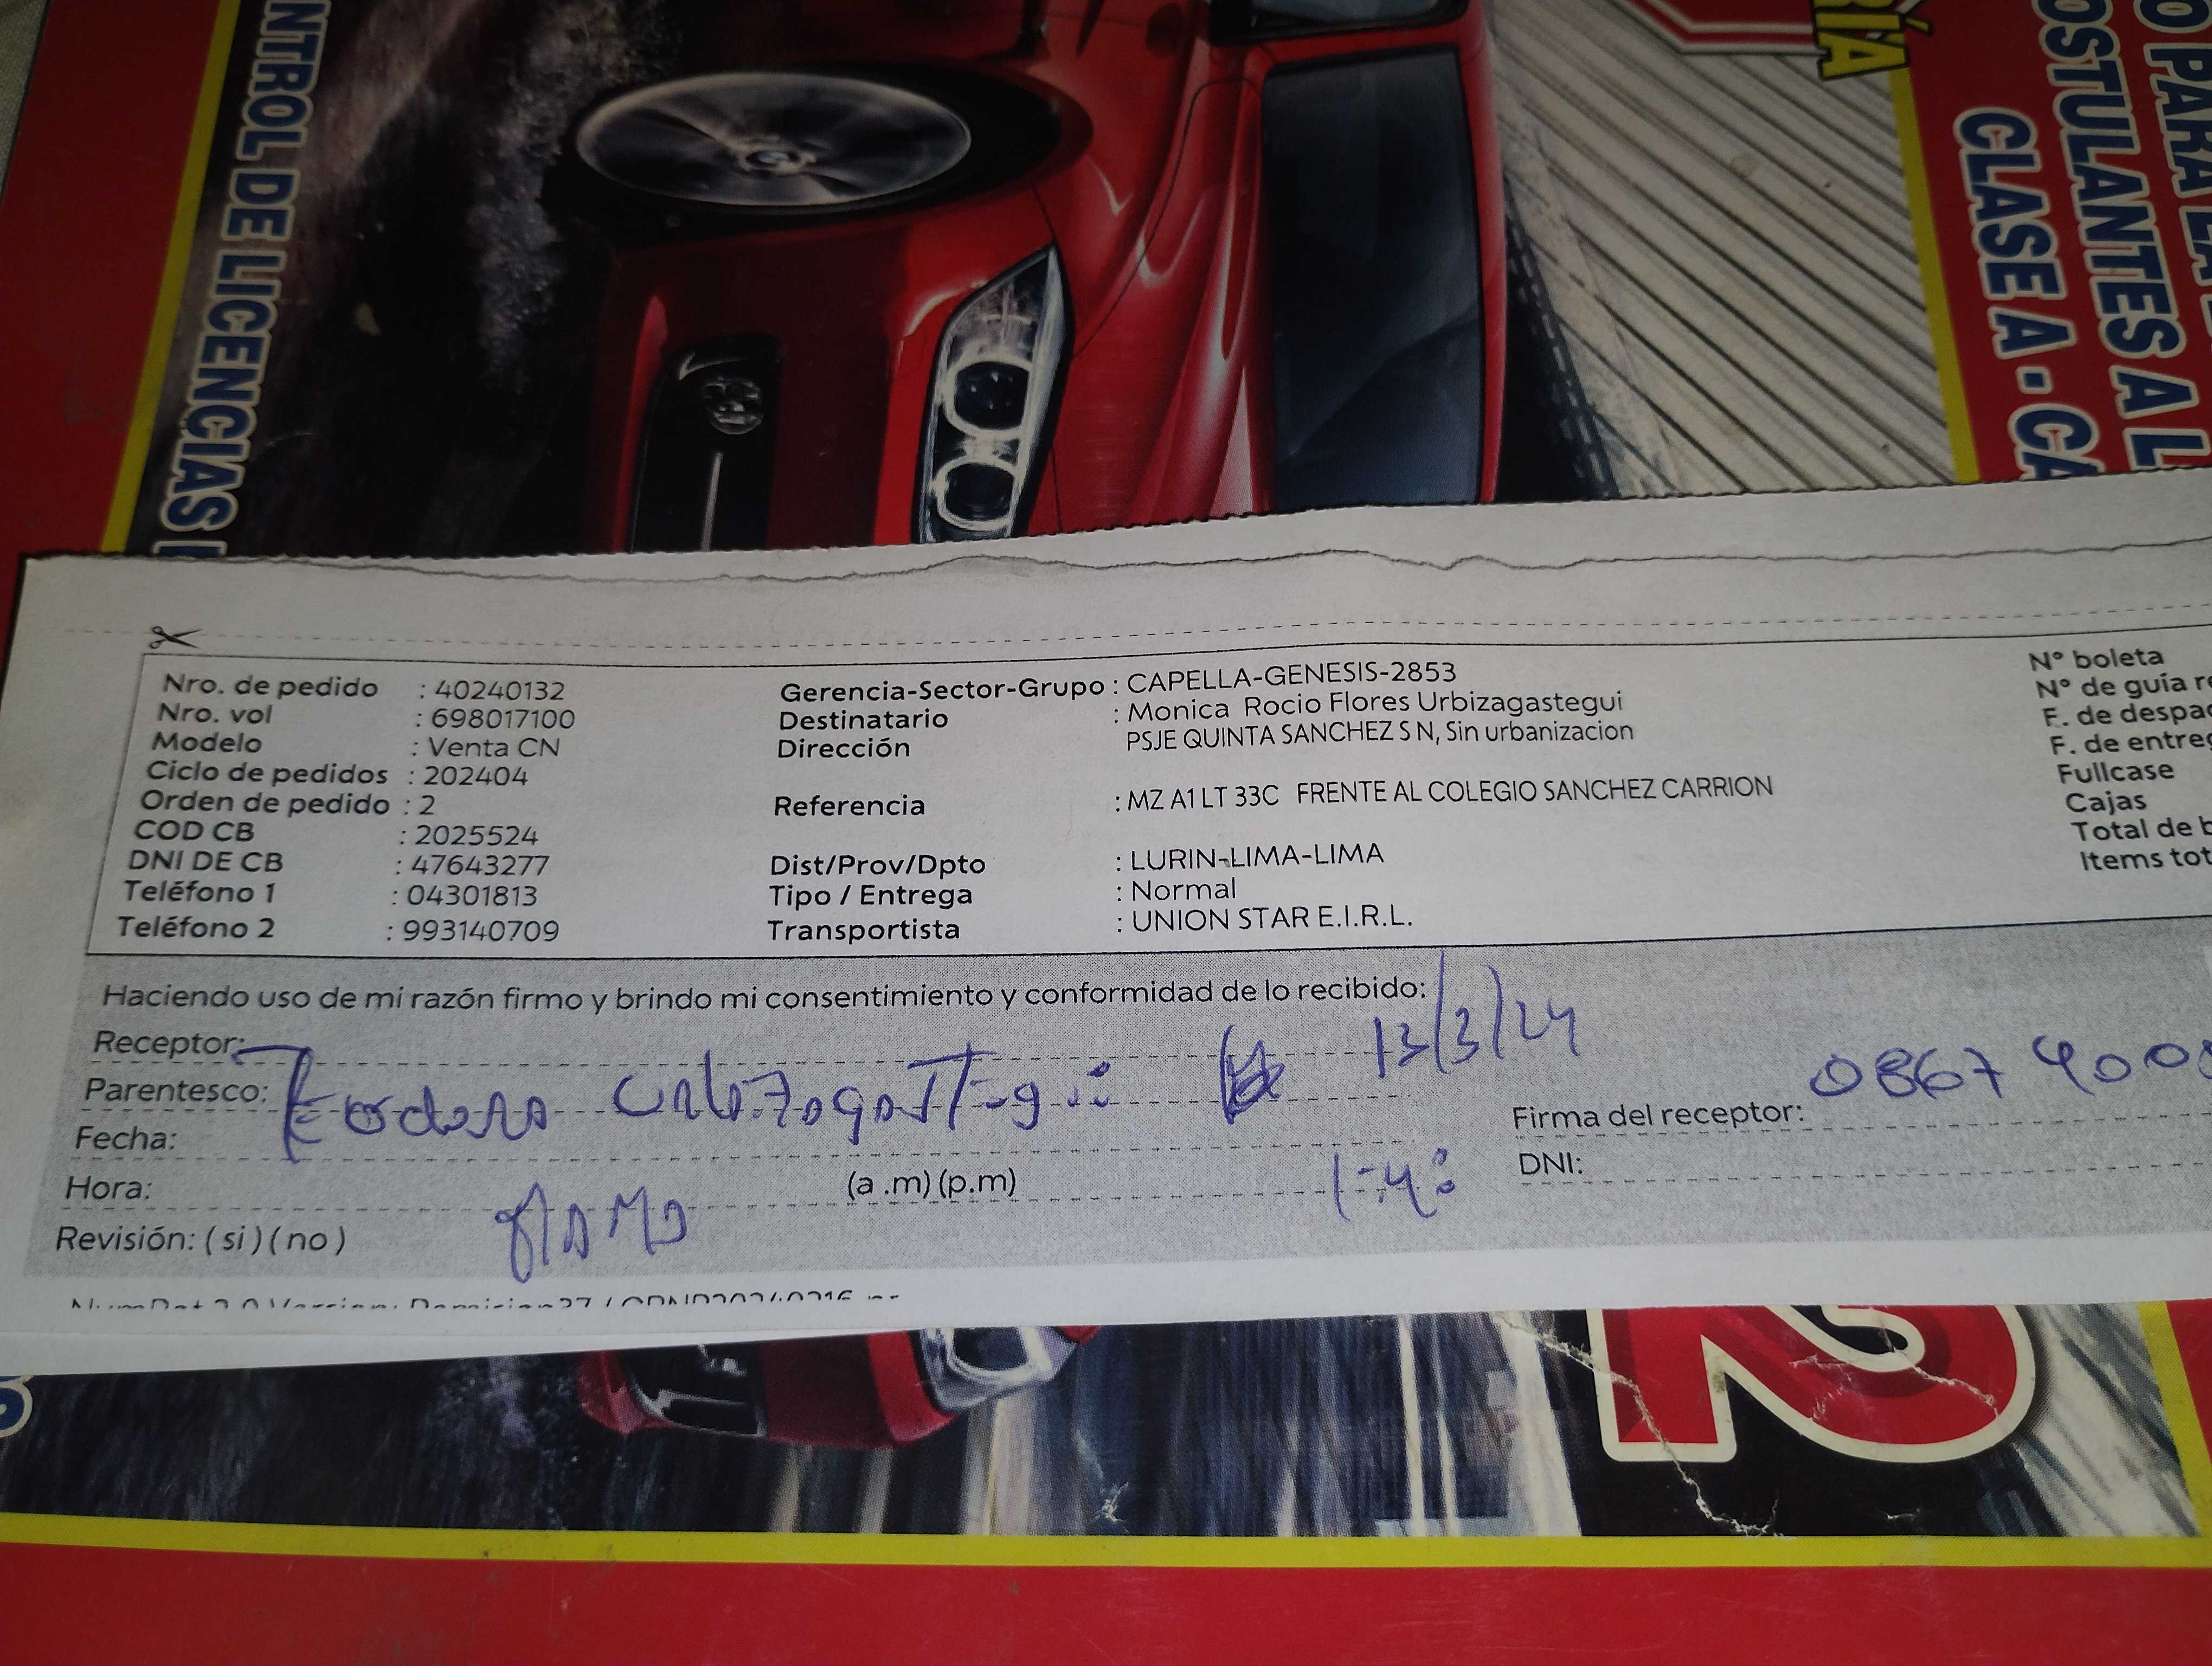 NTROL DE LICENCIAS
RÍA
O PARA LA
OSTULANTES A L
CLASE A - CA
Nro. de pedido : 40240132
Nro. vol : 698017100
Modelo : Venta CN
Ciclo de pedidos : 202404
Orden de pedido : 2
COD CB : 2025524
DNI DE CB : 47643277
Teléfono 1 : 04301813
Teléfono 2 : 993140709
Gerencia-Sector-Grupo : CAPELLA-GENESIS-2853
Destinatario : Monica Rocio Flores Urbizagastegui
Dirección PSJE QUINTA SANCHEZ S N, Sin urbanizacion
Referencia : MZ A1 LT 33C FRENTE AL COLEGIO SANCHEZ CARRION
Dist/Prov/Dpto : LURIN-LIMA-LIMA
Tipo / Entrega : Normal
Transportista : UNION STAR E.I.R.L.
N° boleta
N° de guía re
F. de despac
F. de entreg
Fullcase
Cajas
Total de b
Items tot
Haciendo uso de mi razón firmo y brindo mi consentimiento y conformidad de lo recibido:
Receptor: 13/3/24
Parentesco:
Fecha:
Hora: (a .m) (p.m)
Revisión: ( si ) ( no )
Firma del receptor: 0867400
DNI:
2